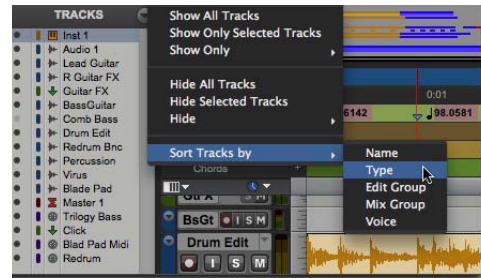 TRACKS
Inst 1
Audio 1
Lead Guitar
R Guitar FX
Guitar FX
BassGuitar
Comb Bass
Drum Edit
Redrum Bnc
Percussion
Virus
Blade Pad
Master 1
Trilogy Bass
Click
Blad Pad Midi
Redrum
Show All Tracks
Show Only Selected Tracks
Show Only
Hide All Tracks
Hide Selected Tracks
Hide
Sort Tracks by
Name
Type
Edit Group
Mix Group
Voice
0:01
6142
98.0581
Chords
+
Gtr X
S M
BsGt
I S M
Drum Edit
I S M